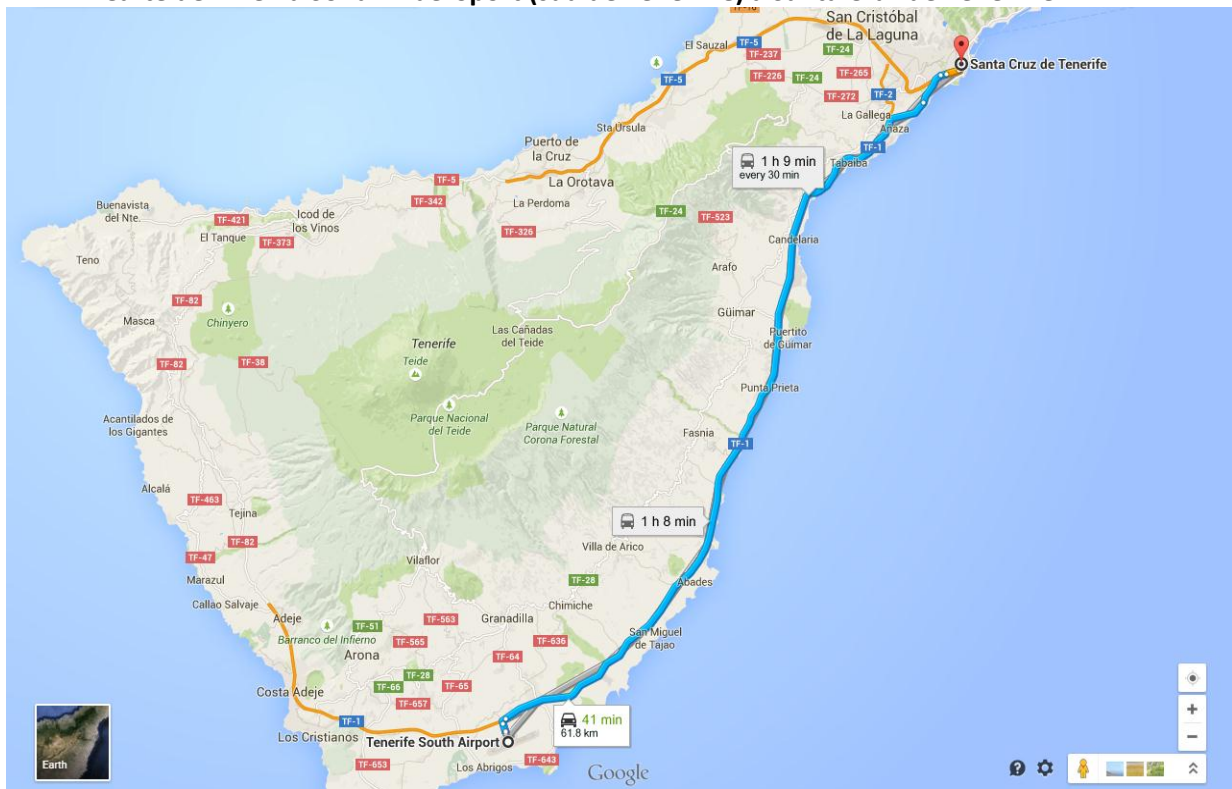 San Cristóbal
de La Laguna
TF-5
TF-24
El Sauzal
TF-237
TF-5
TF-226
TF-24
TF-265
Santa Cruz de Tenerife
TF-272
TF-2
La Gallega
Añaza
Sta Ursula
TF-1
Tabaiba
Puerto de
la Cruz
1 h 9 min
every 30 min
TF-5
La Orotava
TF-342
La Perdoma
Buenavista
del Nte.
TF-421
Icod de
los Vinos
TF-24
TF-523
El Tanque
TF-373
TF-326
Candelaria
Teno
Arafo
TF-82
Chinyero
Güimar
Masca
Las Cañadas
del Teide
Puertito
de Güimar
Tenerife
Teide
TF-82
TF-38
Punta Prieta
Parque Nacional
del Teide
Parque Natural
Corona Forestal
Acantilados de
los Gigantes
Fasnia
TF-1
Alcalá
TF-463
Tejina
1 h 8 min
TF-82
Villa de Arico
TF-47
Vilaflor
Marazul
TF-28
Abades
Callao Salvaje
Chimiche
Adeje
TF-51
TF-563
Granadilla
Barranco del Infierno
TF-565
TF-636
San Miguel
de Tajao
Arona
TF-64
TF-28
TF-66
TF-65
Costa Adeje
TF-657
TF-1
41 min
61.8 km
Los Cristianos
Tenerife South Airport
TF-653
Los Abrigos
TF-643
Earth
Google